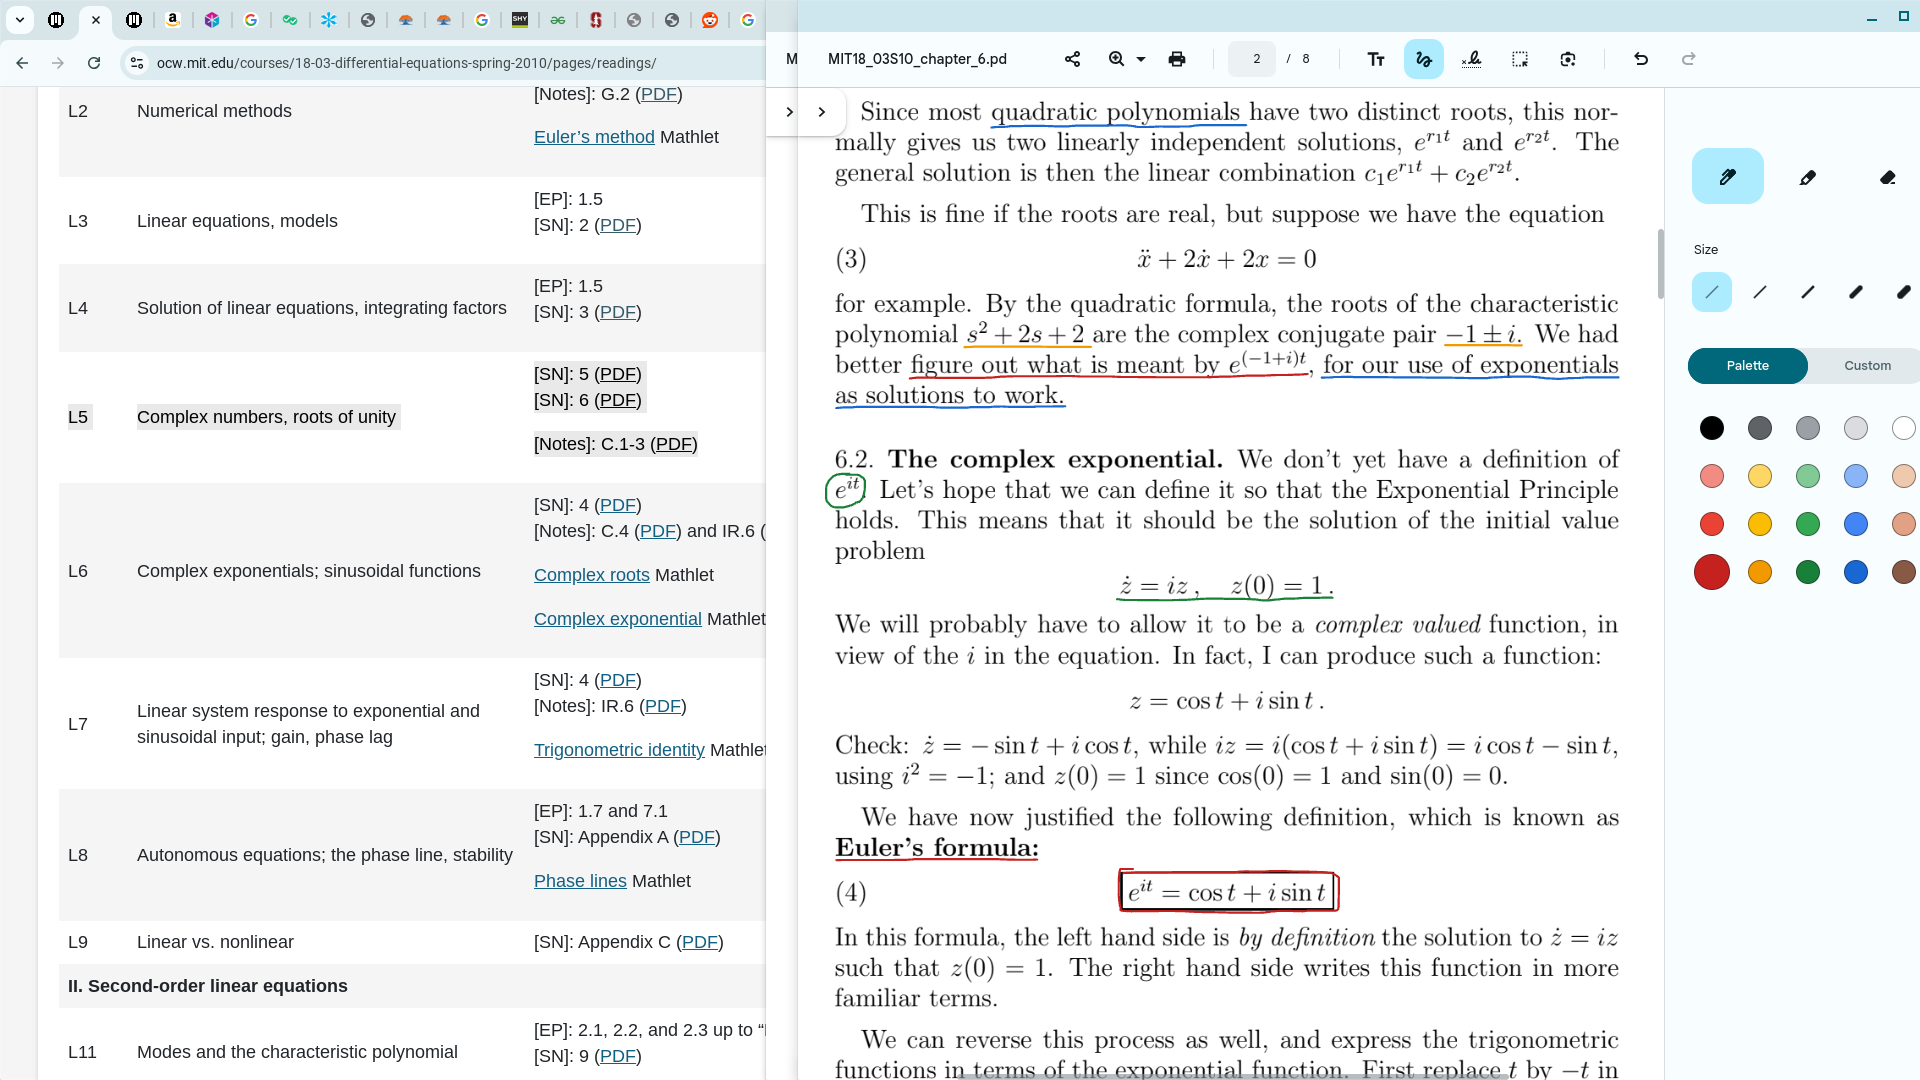 ocw.mit.edu/courses/18-03-differential-equations-spring-2010/pages/readings/
L2 Numerical methods [Notes]: G.2 (PDF)
Euler’s method Mathlet
L3 Linear equations, models [EP]: 1.5
[SN]: 2 (PDF)
L4 Solution of linear equations, integrating factors [EP]: 1.5
[SN]: 3 (PDF)
L5 Complex numbers, roots of unity [SN]: 5 (PDF)
[SN]: 6 (PDF)
[Notes]: C.1-3 (PDF)
L6 Complex exponentials; sinusoidal functions [SN]: 4 (PDF)
[Notes]: C.4 (PDF) and IR.6 (
Complex roots Mathlet
Complex exponential Mathlet
L7 Linear system response to exponential and
sinusoidal input; gain, phase lag
[SN]: 4 (PDF)
[Notes]: IR.6 (PDF)
Trigonometric identity Mathlet
L8 Autonomous equations; the phase line, stability [EP]: 1.7 and 7.1
[SN]: Appendix A (PDF)
Phase lines Mathlet
L9 Linear vs. nonlinear [SN]: Appendix C (PDF)
II. Second-order linear equations
L11 Modes and the characteristic polynomial [EP]: 2.1, 2.2, and 2.3 up to “
[SN]: 9 (PDF)
M
MIT18_03S10_chapter_6.pd 2 / 8
Since most quadratic polynomials have two distinct roots, this nor-
mally gives us two linearly independent solutions, e^{r₁t} and e^{r₂t}. The
general solution is then the linear combination c₁e^{r₁t} + c₂e^{r₂t}.
This is fine if the roots are real, but suppose we have the equation
(3) ẍ + 2ẋ + 2x = 0
for example. By the quadratic formula, the roots of the characteristic
polynomial s² + 2s + 2 are the complex conjugate pair −1 ± i. We had
better figure out what is meant by e^{(−1+i)t}, for our use of exponentials
as solutions to work.
6.2. The complex exponential. We don’t yet have a definition of
e^{it}. Let’s hope that we can define it so that the Exponential Principle
holds. This means that it should be the solution of the initial value
problem
ż = iz , z(0) = 1 .
We will probably have to allow it to be a complex valued function, in
view of the i in the equation. In fact, I can produce such a function:
z = cos t + i sin t .
Check: ż = − sin t + i cos t, while iz = i(cos t + i sin t) = i cos t − sin t,
using i² = −1; and z(0) = 1 since cos(0) = 1 and sin(0) = 0.
We have now justified the following definition, which is known as
Euler’s formula:
(4) e^{it} = cos t + i sin t
In this formula, the left hand side is by definition the solution to ż = iz
such that z(0) = 1. The right hand side writes this function in more
familiar terms.
We can reverse this process as well, and express the trigonometric
functions in terms of the exponential function. First replace t by −t in
Size
Palette Custom